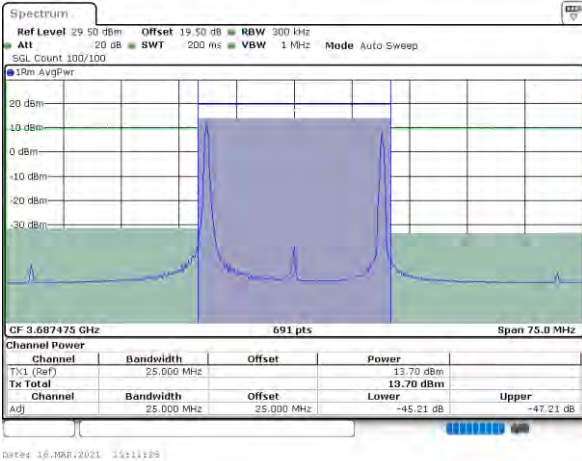 Spectrum
Ref Level 29.50 dBm Offset 19.50 dB RBW 300 kHz
Att 20 dB SWT 200 ms VBW 1 MHz Mode Auto Sweep
SGL Count 100/100
1Rm AvgPwr
20 dBm
10 dBm
0 dBm
-10 dBm
-20 dBm
-30 dBm
CF 3.687475 GHz 691 pts Span 75.0 MHz
Channel Power
Channel Bandwidth Offset Power
TX1 (Ref) 25.000 MHz 13.70 dBm
Tx Total 13.70 dBm
Channel Bandwidth Offset Lower Upper
Adj 25.000 MHz 25.000 MHz -45.21 dB -47.21 dB
Date: 16.MAR.2021 11:11:26